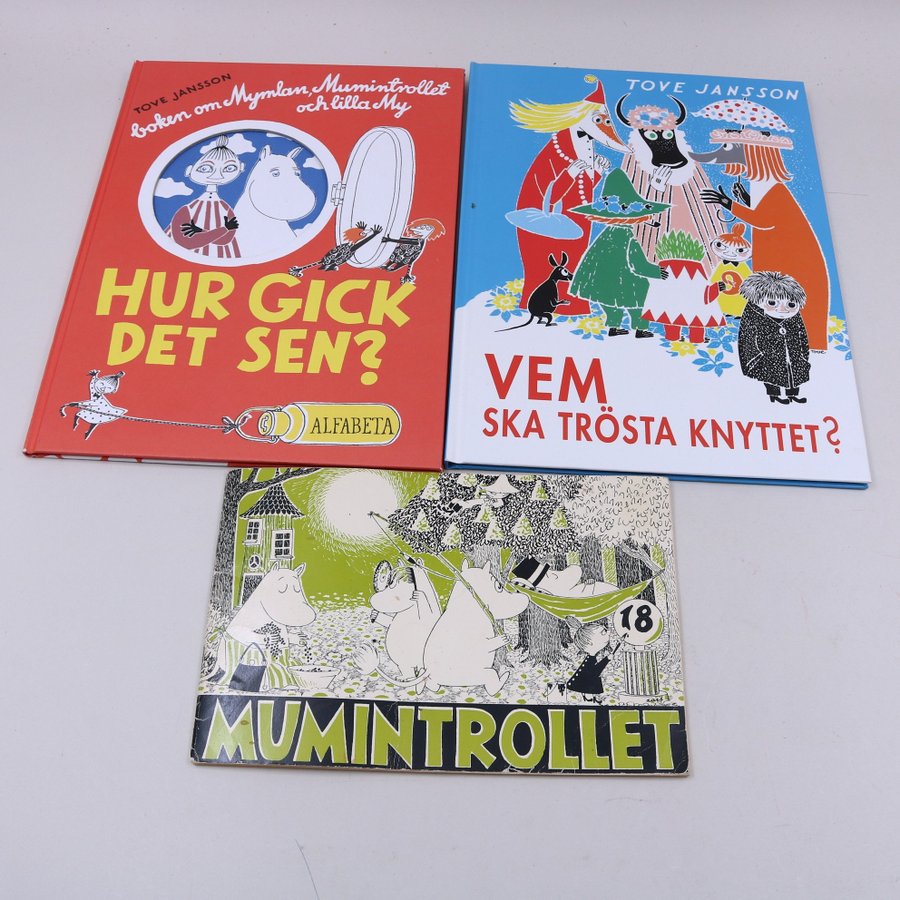 TOVE JANSSON
boken om Mymlan, Mumintrollet
och lilla My
HUR GICK
DET SEN?
ALFABETA
TOVE JANSSON
VEM
SKA TRÖSTA KNYTTET?
TOVE
18
MUMINTROLLET